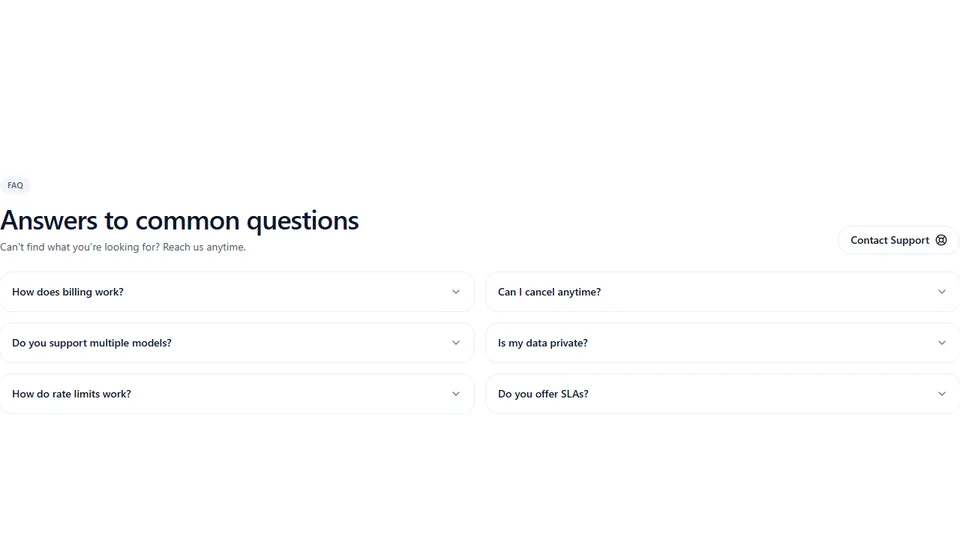 FAQ
Answers to common questions
Can't find what you're looking for? Reach us anytime.
Contact Support
How does billing work?
Can I cancel anytime?
Do you support multiple models?
Is my data private?
How do rate limits work?
Do you offer SLAs?